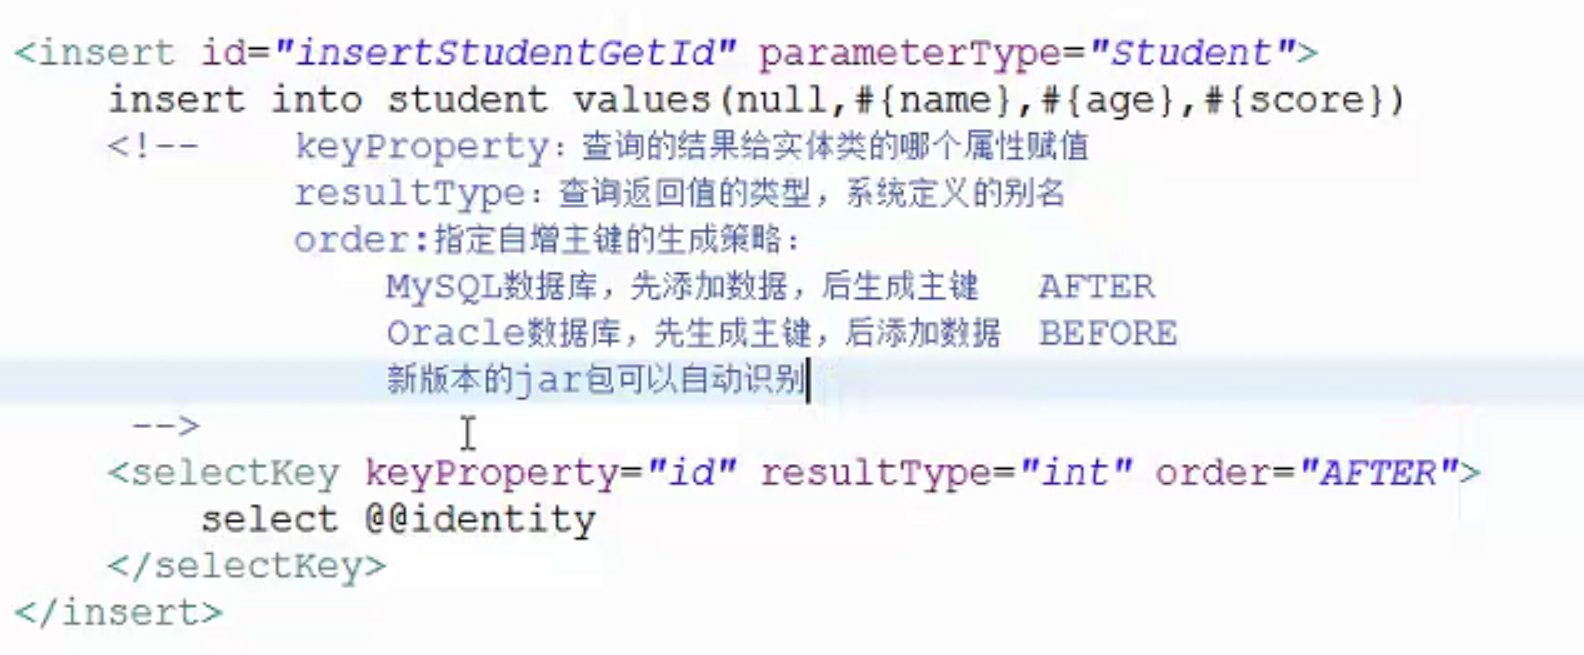 <insert id="insertStudentGetId" parameterType="Student">
insert into student values(null,#{name},#{age},#{score})
<!-- keyProperty：查询的结果给实体类的哪个属性赋值
resultType：查询返回值的类型，系统定义的别名
order:指定自增主键的生成策略：
MySQL数据库，先添加数据，后生成主键 AFTER
Oracle数据库，先生成主键，后添加数据 BEFORE
新版本的jar包可以自动识别
-->
<selectKey keyProperty="id" resultType="int" order="AFTER">
select @@identity
</selectKey>
</insert>